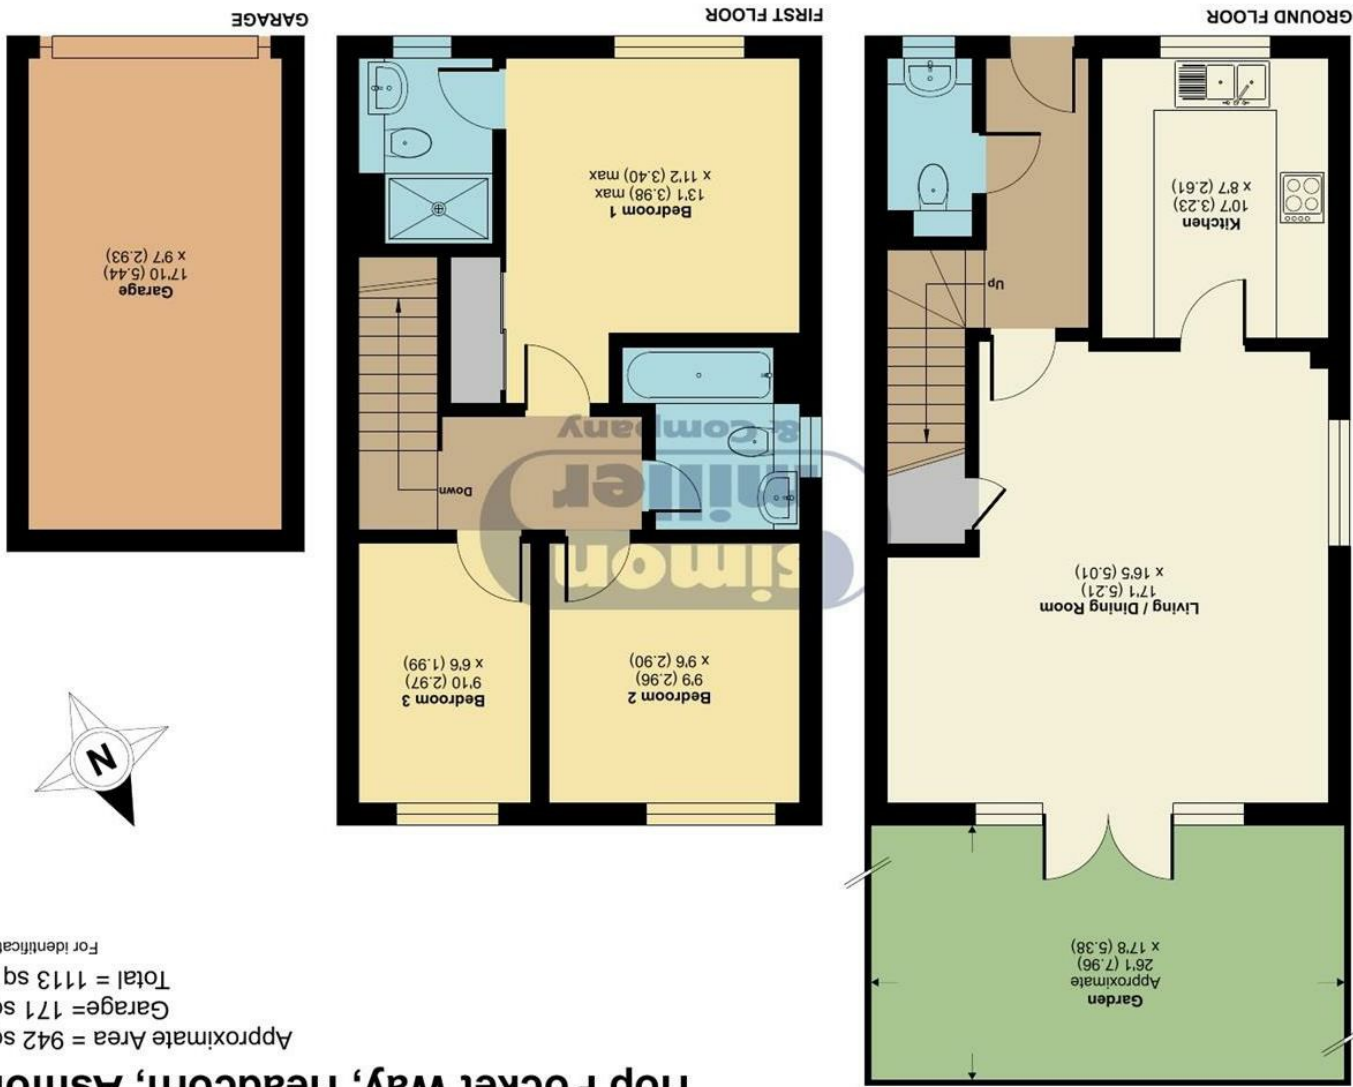 Hop Pocket Way, Headcorn,
Approximate Area = 942
Garage= 171
Total = 1113 sq
For
Garden
Approximate
26'1 (7.96)
x 17'8 (5.38)
N
Living / Dining Room
17'1 (5.21)
x 16'5 (5.01)
Up
Kitchen
10'7 (3.23)
x 8'7 (2.61)
GROUND FLOOR
Bedroom 2
9'9 (2.96)
x 9'6 (2.90)
Bedroom 3
9'10 (2.97)
x 6'6 (1.99)
Down
Bedroom 1
13'1 (3.98) max
x 11'2 (3.40) max
FIRST FLOOR
Garage
17'10 (5.44)
x 9'7 (2.93)
GARAGE
simon
miller
& Company